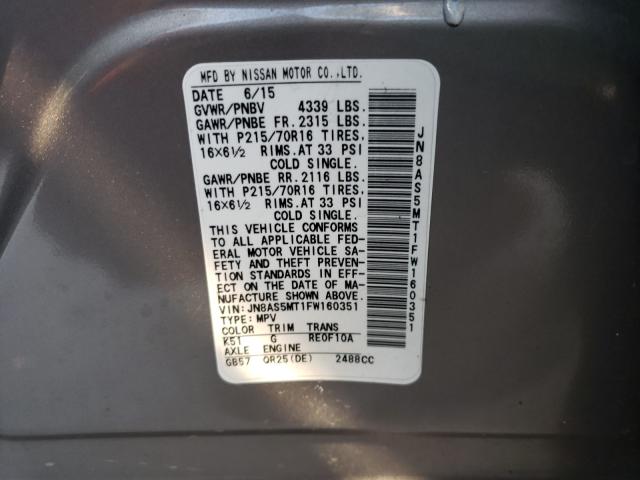 MFD BY NISSAN MOTOR CO.,LTD.
DATE 6/15
GVWR/PNBV 4339 LBS.
GAWR/PNBE FR. 2315 LBS.
WITH P215/70R16 TIRES.
16X6½ RIMS. AT 33 PSI
COLD SINGLE.
GAWR/PNBE RR. 2116 LBS.
WITH P215/70R16 TIRES.
16X6½ RIMS. AT 33 PSI
COLD SINGLE.
THIS VEHICLE CONFORMS
TO ALL APPLICABLE FED-
ERAL MOTOR VEHICLE SA-
FETY AND THEFT PREVEN-
TION STANDARDS IN EFF-
ECT ON THE DATE OF MA-
NUFACTURE SHOWN ABOVE.
VIN: JN8AS5MT1FW160351
TYPE: MPV
COLOR TRIM TRANS
K51 G RE0F10A
AXLE ENGINE
GB57 QR25(DE) 2488CC
JN8AS5MT1FW160351